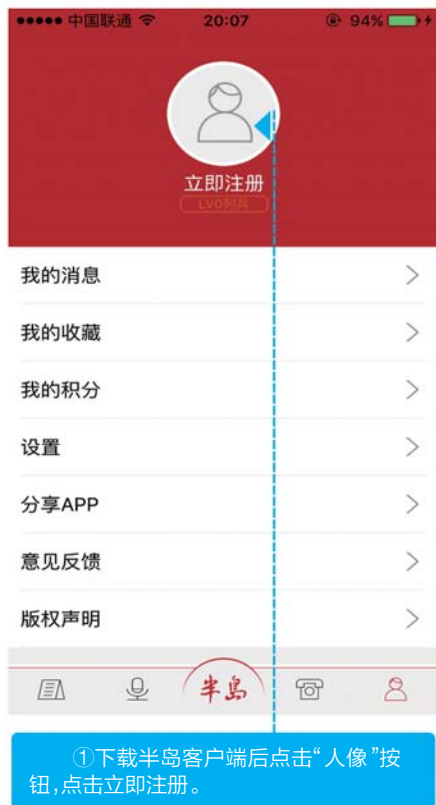 中国联通 20:07 94%
立即注册
LV0列兵
我的消息
我的收藏
我的积分
设置
分享APP
意见反馈
版权声明
半岛
①下载半岛客户端后点击“人像”按
钮,点击立即注册。